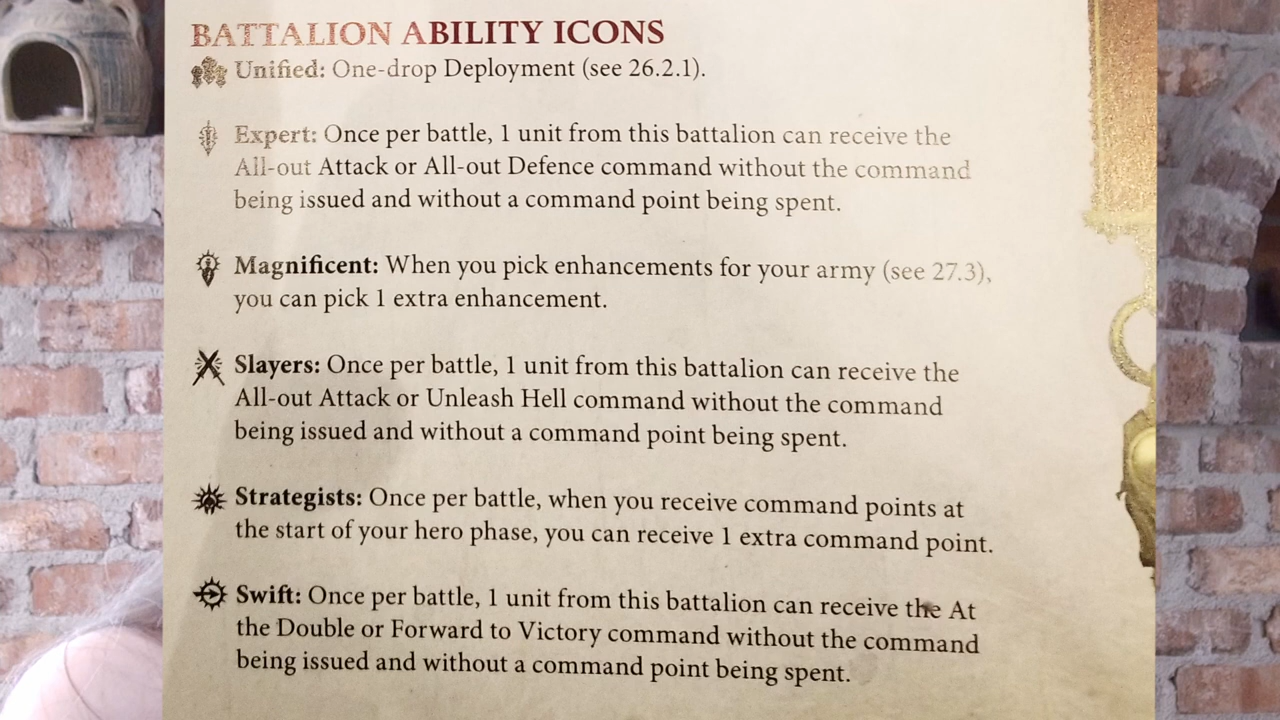 BATTALION ABILITY ICONS
Unified: One-drop Deployment (see 26.2.1).
Expert: Once per battle, 1 unit from this battalion can receive the
All-out Attack or All-out Defence command without the command
being issued and without a command point being spent.
Magnificent: When you pick enhancements for your army (see 27.3),
you can pick 1 extra enhancement.
Slayers: Once per battle, 1 unit from this battalion can receive the
All-out Attack or Unleash Hell command without the command
being issued and without a command point being spent.
Strategists: Once per battle, when you receive command points at
the start of your hero phase, you can receive 1 extra command point.
Swift: Once per battle, 1 unit from this battalion can receive the At
the Double or Forward to Victory command without the command
being issued and without a command point being spent.